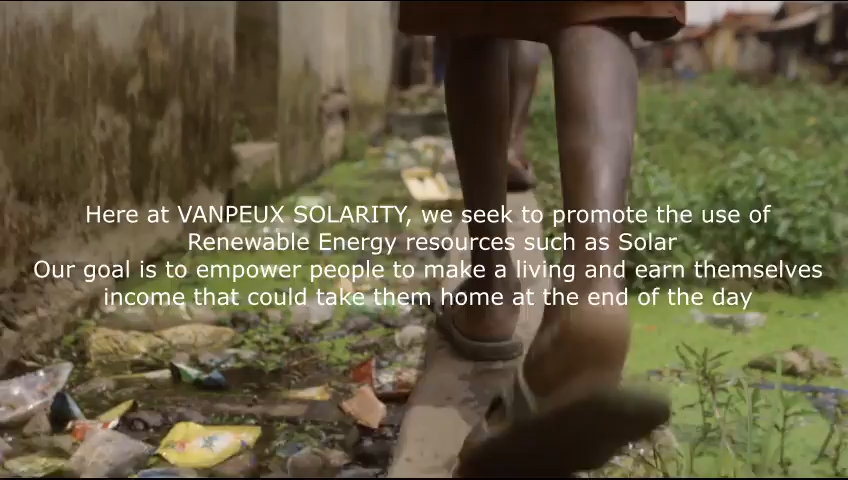 Here at VANPEUX SOLARITY, we seek to promote the use of
Renewable Energy resources such as Solar
Our goal is to empower people to make a living and earn themselves
income that could take them home at the end of the day